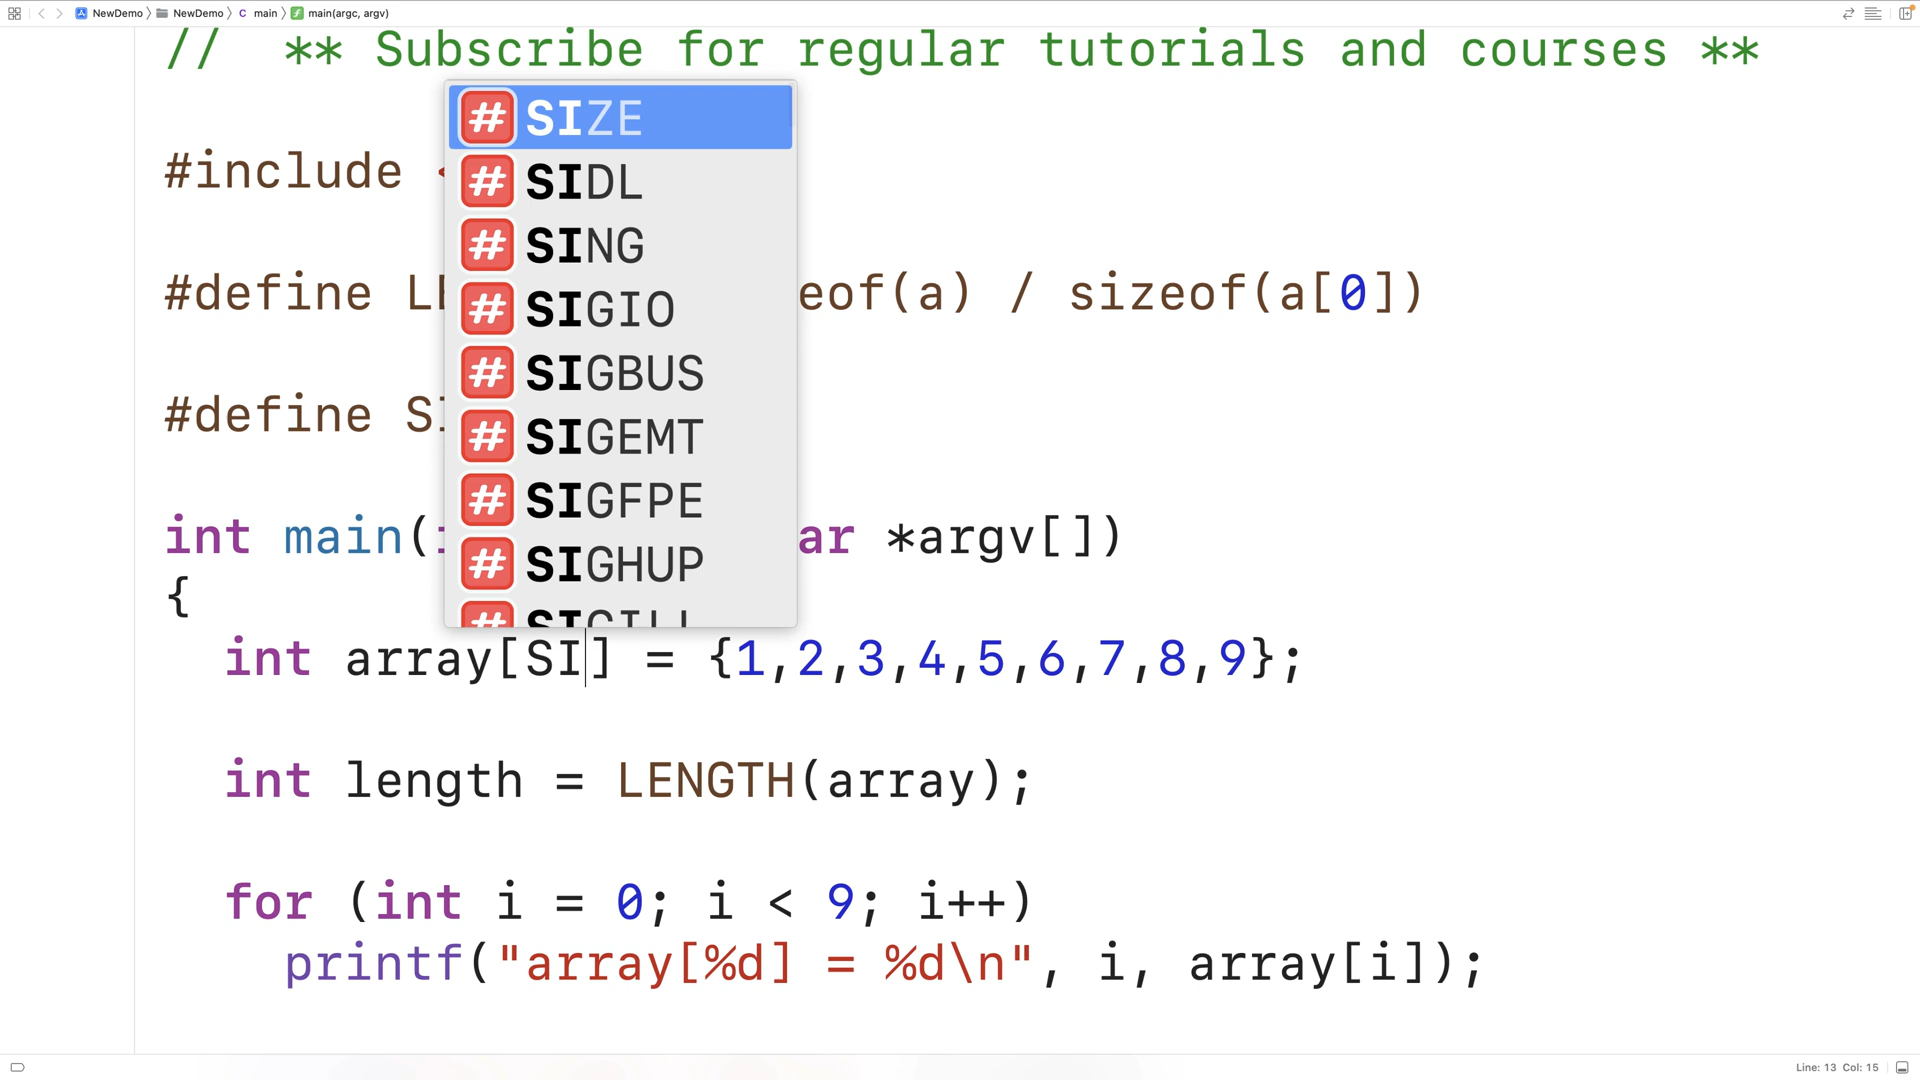 NewDemo NewDemo C main f main(argc, argv)
// ** Subscribe for regular tutorials and courses **
#include <
#define LE eof(a) / sizeof(a[0])
#define SI
# SIZE
# SIDL
# SING
# SIGIO
# SIGBUS
# SIGEMT
# SIGFPE
# SIGHUP
# SIGILL
int main(i ar *argv[])
{
int array[SI] = {1,2,3,4,5,6,7,8,9};
int length = LENGTH(array);
for (int i = 0; i < 9; i++)
printf("array[%d] = %d\n", i, array[i]);
Line: 13 Col: 15